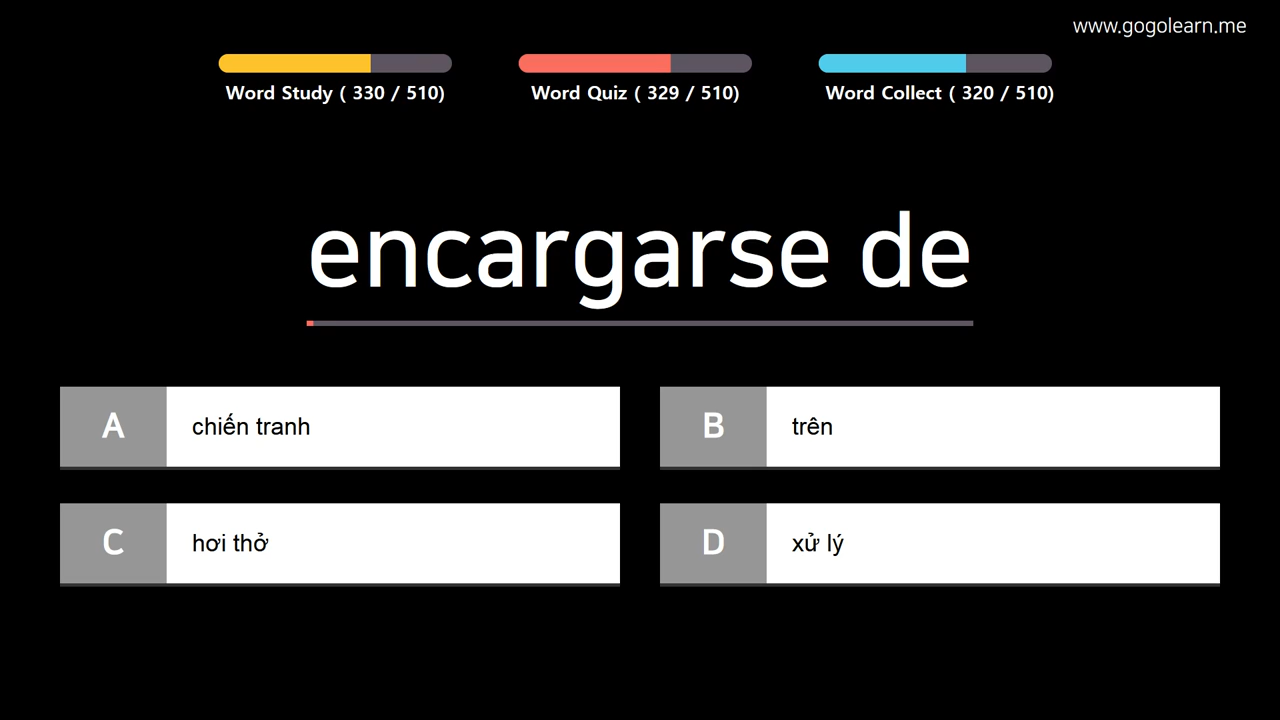 www.gogolearn.me
Word Study ( 330 / 510)
Word Quiz ( 329 / 510)
Word Collect ( 320 / 510)
encargarse de
A
chiến tranh
B
trên
C
hơi thở
D
xử lý